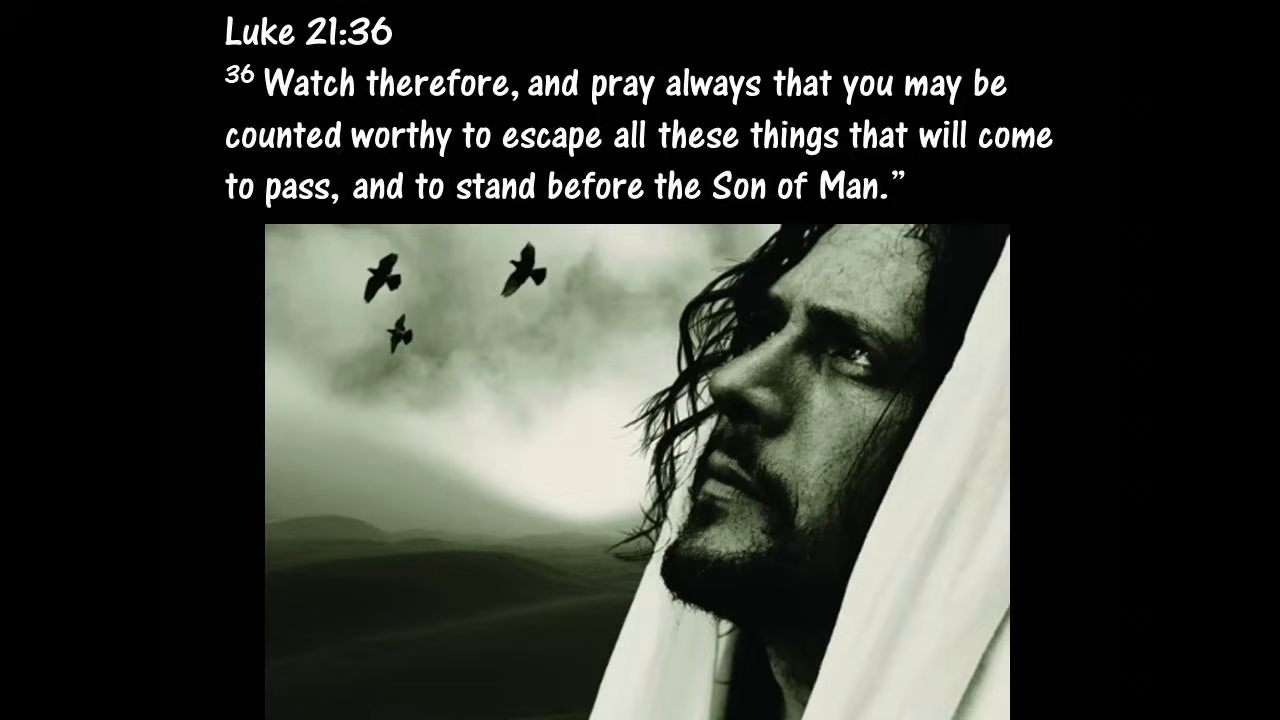 Luke 21:36
36 Watch therefore, and pray always that you may be
counted worthy to escape all these things that will come
to pass, and to stand before the Son of Man.”